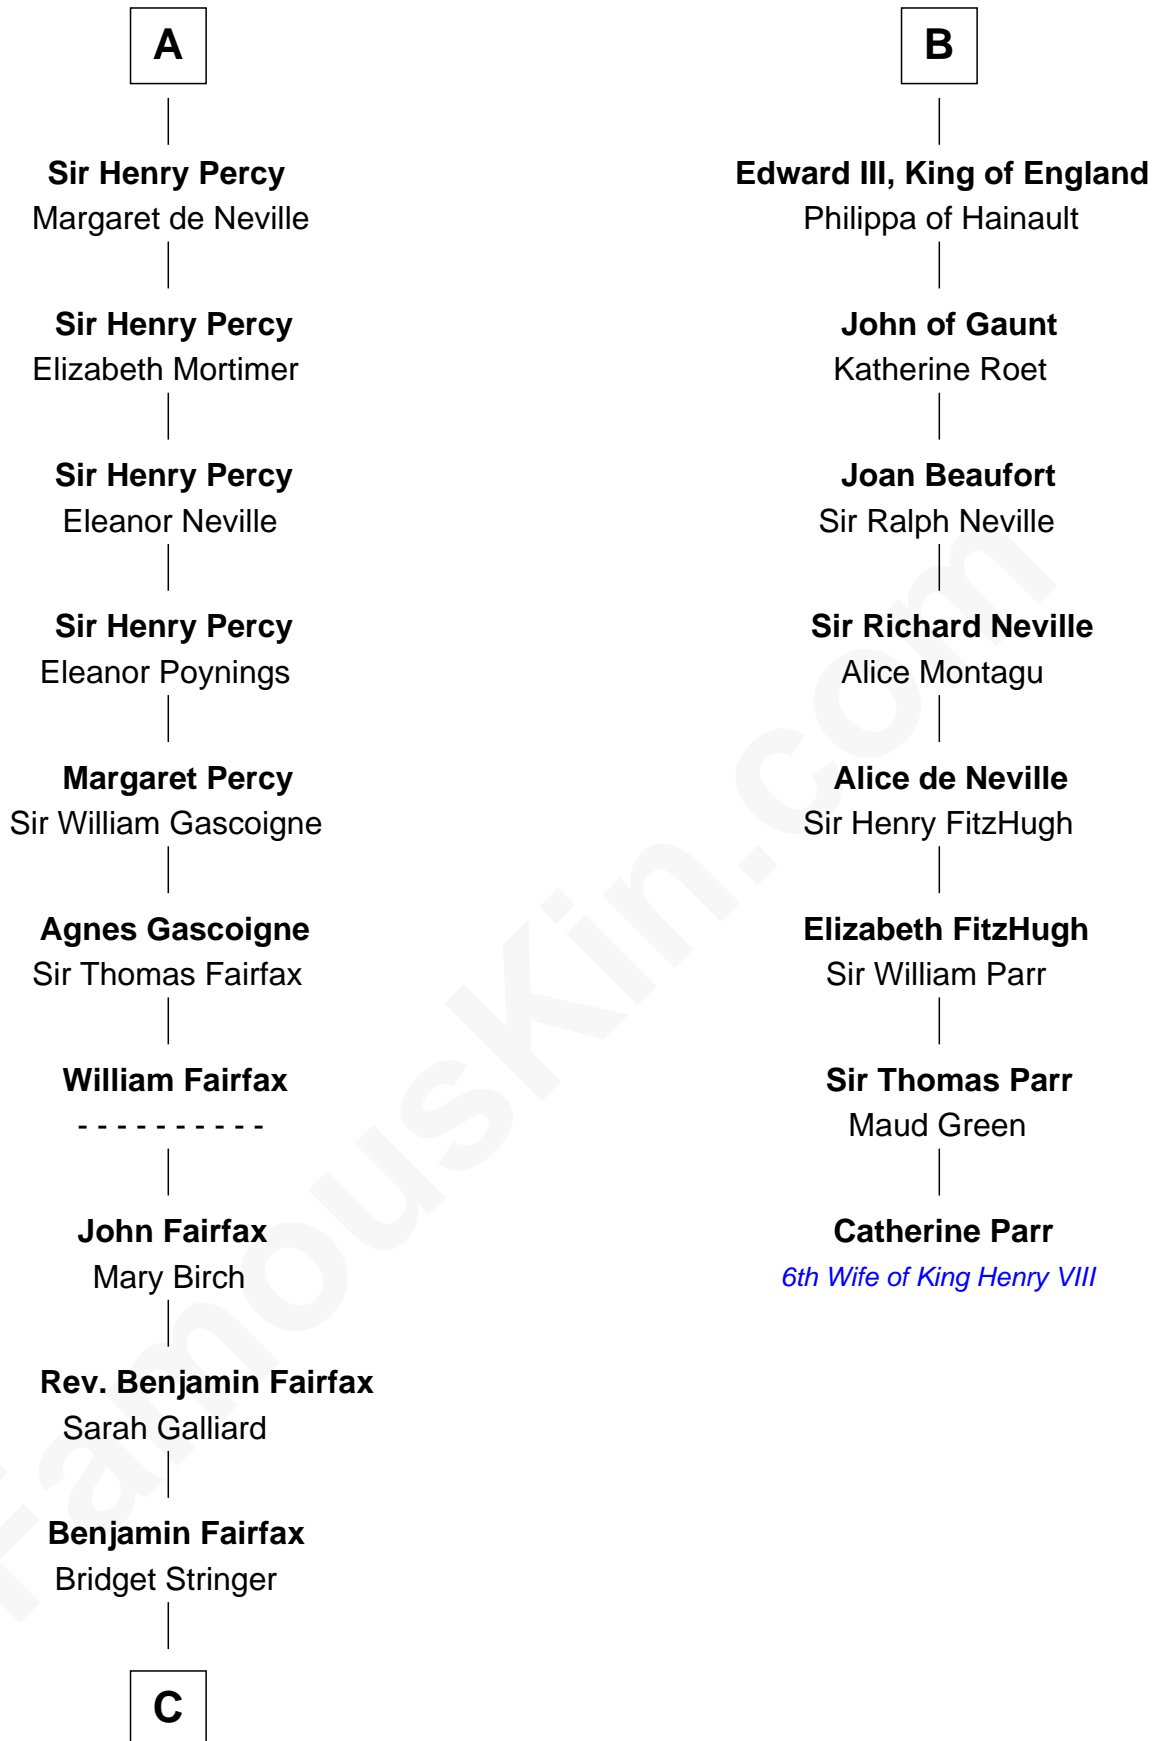 A
Sir Henry Percy
Margaret de Neville
Sir Henry Percy
Elizabeth Mortimer
Sir Henry Percy
Eleanor Neville
Sir Henry Percy
Eleanor Poynings
Margaret Percy
Sir William Gascoigne
Agnes Gascoigne
Sir Thomas Fairfax
William Fairfax
- - - - - - - - - -
John Fairfax
Mary Birch
Rev. Benjamin Fairfax
Sarah Galliard
Benjamin Fairfax
Bridget Stringer
C
B
Edward III, King of England
Philippa of Hainault
John of Gaunt
Katherine Roet
Joan Beaufort
Sir Ralph Neville
Sir Richard Neville
Alice Montagu
Alice de Neville
Sir Henry FitzHugh
Elizabeth FitzHugh
Sir William Parr
Sir Thomas Parr
Maud Green
Catherine Parr
6th Wife of King Henry VIII
FamousKin.com